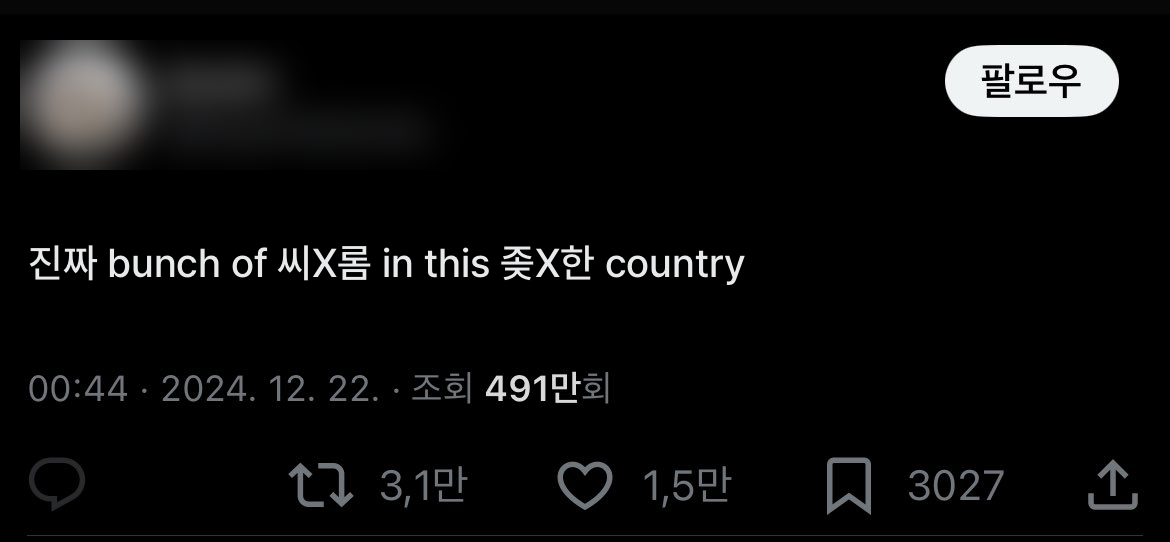 팔로우
진짜 bunch of 씨X롬 in this 좆X한 country
00:44 · 2024. 12. 22. · 조회 491만회
3,1만 1,5만 3027